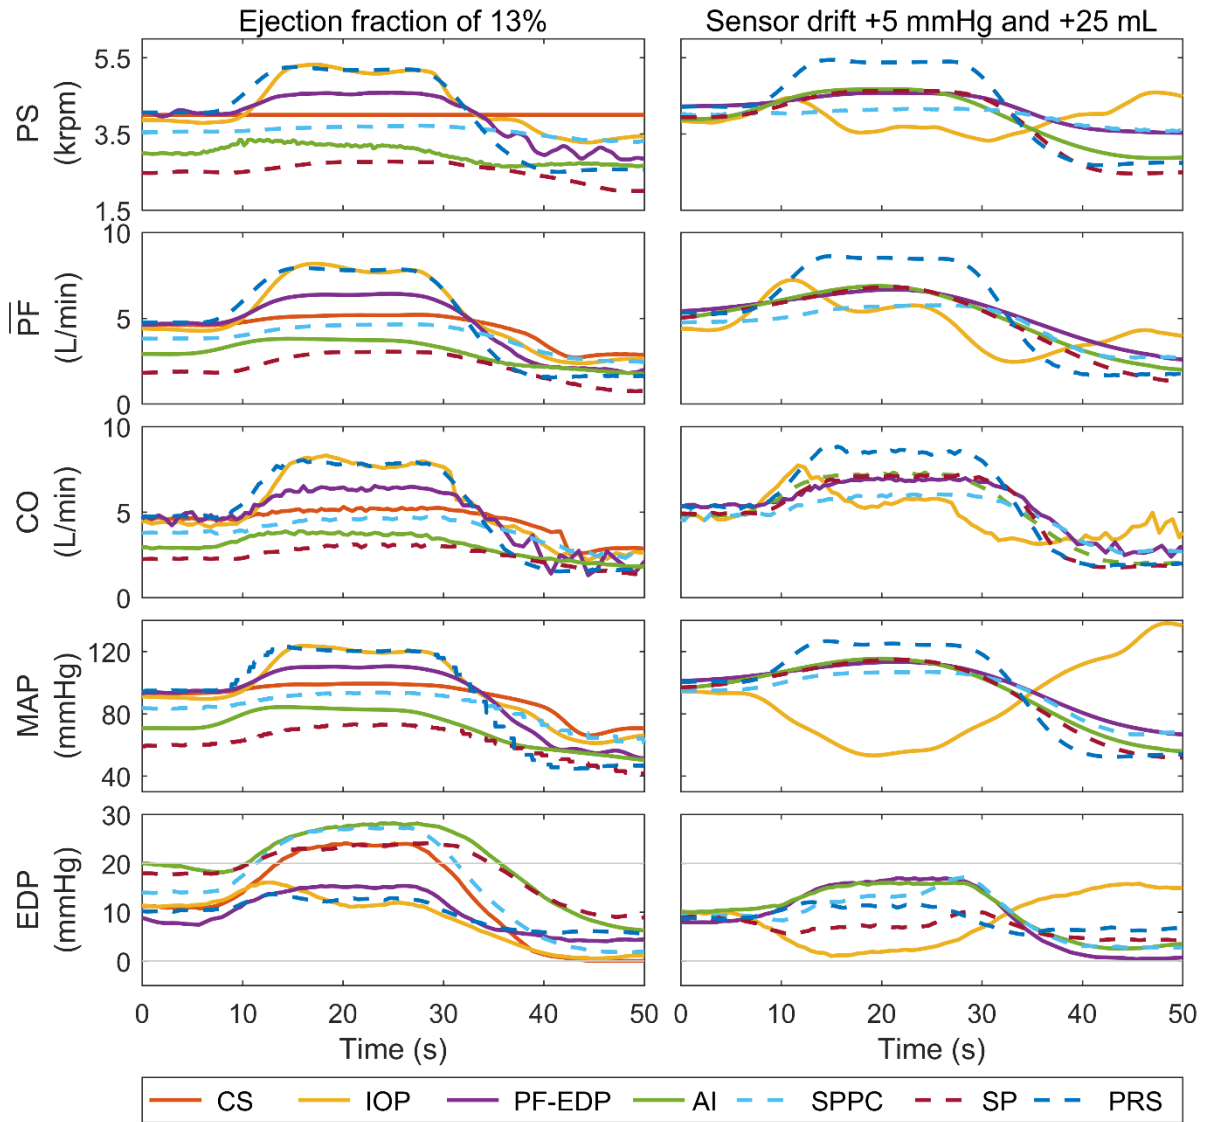 Ejection fraction of 13%
Sensor drift +5 mmHg and +25 mL
PS
(krpm)
5.5
3.5
1.5
PF
(L/min)
10
5
0
CO
(L/min)
10
5
0
MAP
(mmHg)
120
80
40
EDP
(mmHg)
30
20
10
0
0 10 20 30 40 50
0 10 20 30 40 50
Time (s)
Time (s)
CS IOP PF-EDP AI SPPC SP PRS